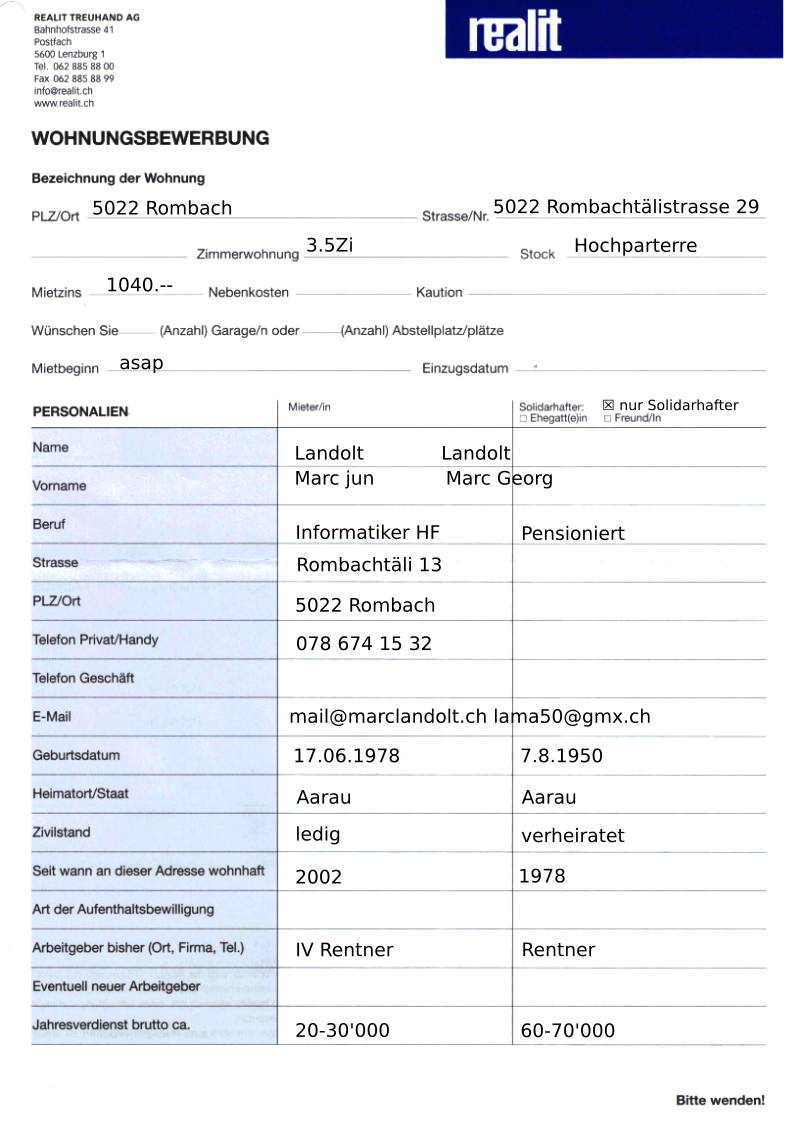 REALIT TREUHAND AG
Bahnhofstrasse 41
Postfach
5600 Lenzburg 1
Tel. 062 885 88 00
Fax 062 885 88 99
info@realit.ch
www.realit.ch
realit
WOHNUNGSBEWERBUNG
Bezeichnung der Wohnung
PLZ/Ort 5022 Rombach Strasse/Nr. 5022 Rombachtälistrasse 29
Zimmerwohnung 3.5Zi Stock Hochparterre
Mietzins 1040.-- Nebenkosten Kaution
Wünschen Sie (Anzahl) Garage/n oder (Anzahl) Abstellplatz/plätze
Mietbeginn asap Einzugsdatum
PERSONALIEN Mieter/in Solidarhafter: ☒ nur Solidarhafter
☐ Ehegatt(e)in ☐ Freund/In
Name Landolt Landolt
Vorname Marc jun Marc Georg
Beruf Informatiker HF Pensioniert
Strasse Rombachtäli 13
PLZ/Ort 5022 Rombach
Telefon Privat/Handy 078 674 15 32
Telefon Geschäft
E-Mail mail@marclandolt.ch lama50@gmx.ch
Geburtsdatum 17.06.1978 7.8.1950
Heimatort/Staat Aarau Aarau
Zivilstand ledig verheiratet
Seit wann an dieser Adresse wohnhaft 2002 1978
Art der Aufenthaltsbewilligung
Arbeitgeber bisher (Ort, Firma, Tel.) IV Rentner Rentner
Eventuell neuer Arbeitgeber
Jahresverdienst brutto ca. 20-30'000 60-70'000
Bitte wenden!